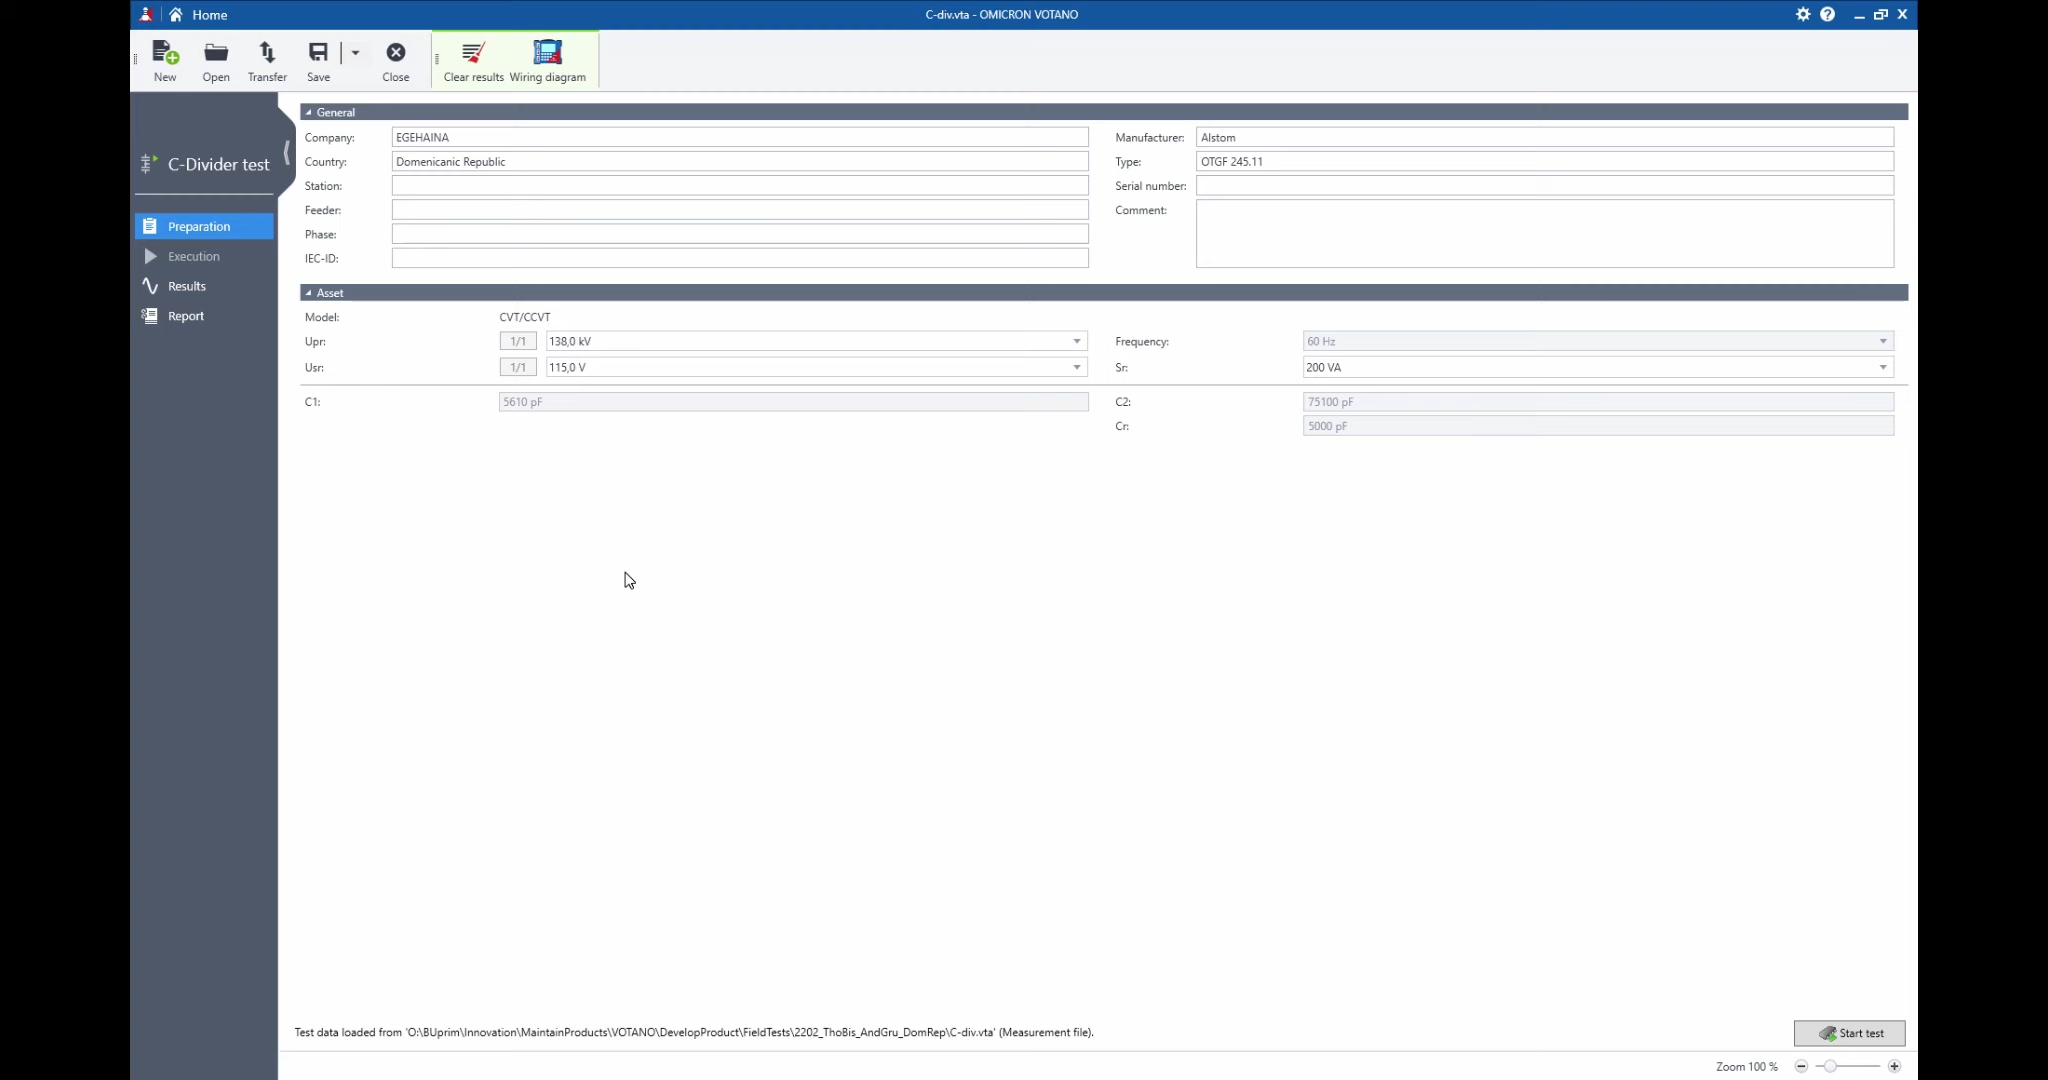 Home
C-div.vta - OMICRON VOTANO
New
Open
Transfer
Save
Close
Clear results
Wiring diagram
C-Divider test
Preparation
Execution
Results
Report
General
Company: EGEHAINA
Manufacturer: Alstom
Country: Domenicanic Republic
Type: OTGF 245.11
Station:
Serial number:
Feeder:
Comment:
Phase:
IEC-ID:
Asset
Model: CVT/CCVT
Upr: 1/1 138,0 kV
Frequency: 60 Hz
Usr: 1/1 115,0 V
Sr: 200 VA
C1: 5610 pF
C2: 75100 pF
Cr: 5000 pF
Test data loaded from 'O:\BUprim\Innovation\MaintainProducts\VOTANO\DevelopProduct\FieldTests\2202_ThoBis_AndGru_DomRep\C-div.vta' (Measurement file).
Start test
Zoom 100 %